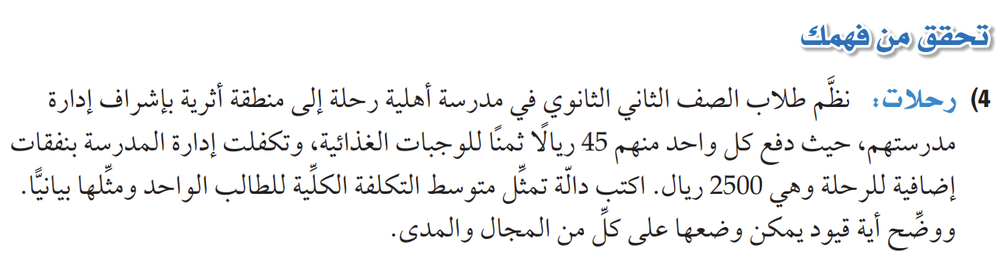 تحقق من فهمك
4) رحلات: نظَّم طلاب الصف الثاني الثانوي في مدرسة أهلية رحلة إلى منطقة أثرية بإشراف إدارة
مدرستهم، حيث دفع كل واحد منهم 45 ريالًا ثمنًا للوجبات الغذائية، وتكفلت إدارة المدرسة بنفقات
إضافية للرحلة وهي 2500 ريال. اكتب دالّة تمثِّل متوسط التكلفة الكلِّية للطالب الواحد ومثِّلها بيانيًّا.
ووضِّح أية قيود يمكن وضعها على كلِّ من المجال والمدى.